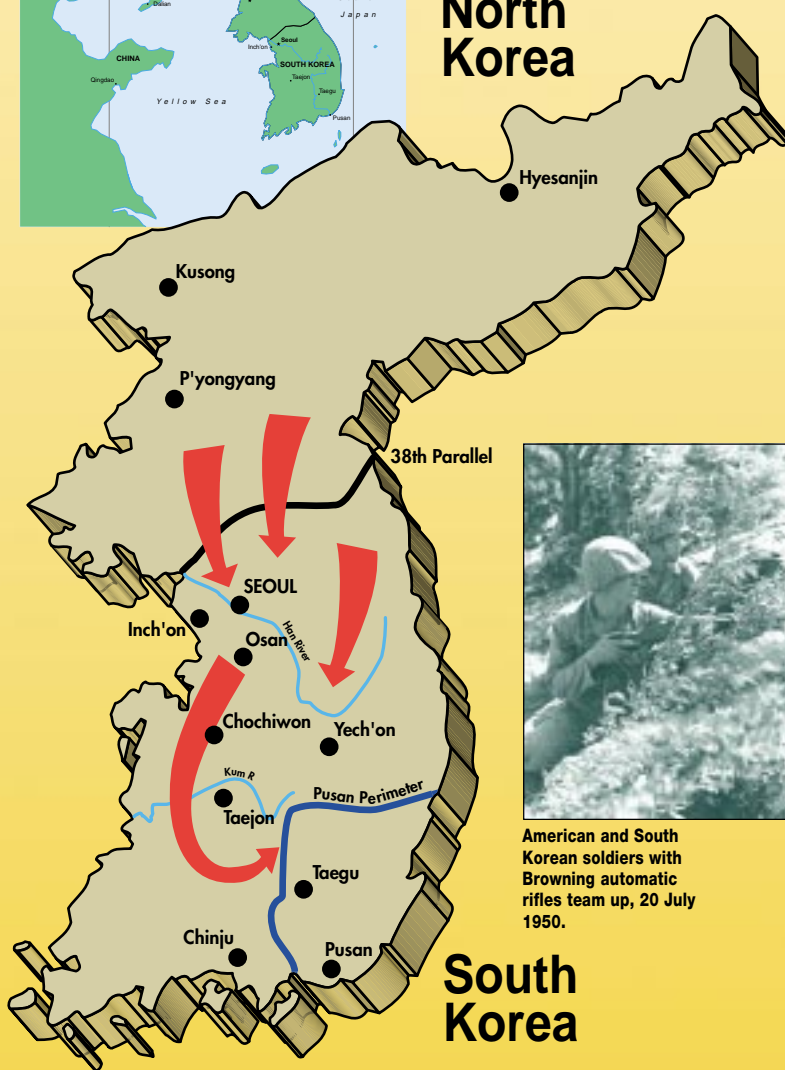 Dalian
Japan
Inch'on
Seoul
CHINA
SOUTH KOREA
Qingdao
Taejon
Taegu
Yellow Sea
Pusan
North
Korea
Hyesanjin
Kusong
P'yongyang
38th Parallel
SEOUL
Inch'on
Han River
Osan
Chochiwon
Yech'on
Kum R
Pusan Perimeter
Taejon
American and South
Korean soldiers with
Browning automatic
rifles team up, 20 July
1950.
Taegu
Chinju
Pusan
South
Korea